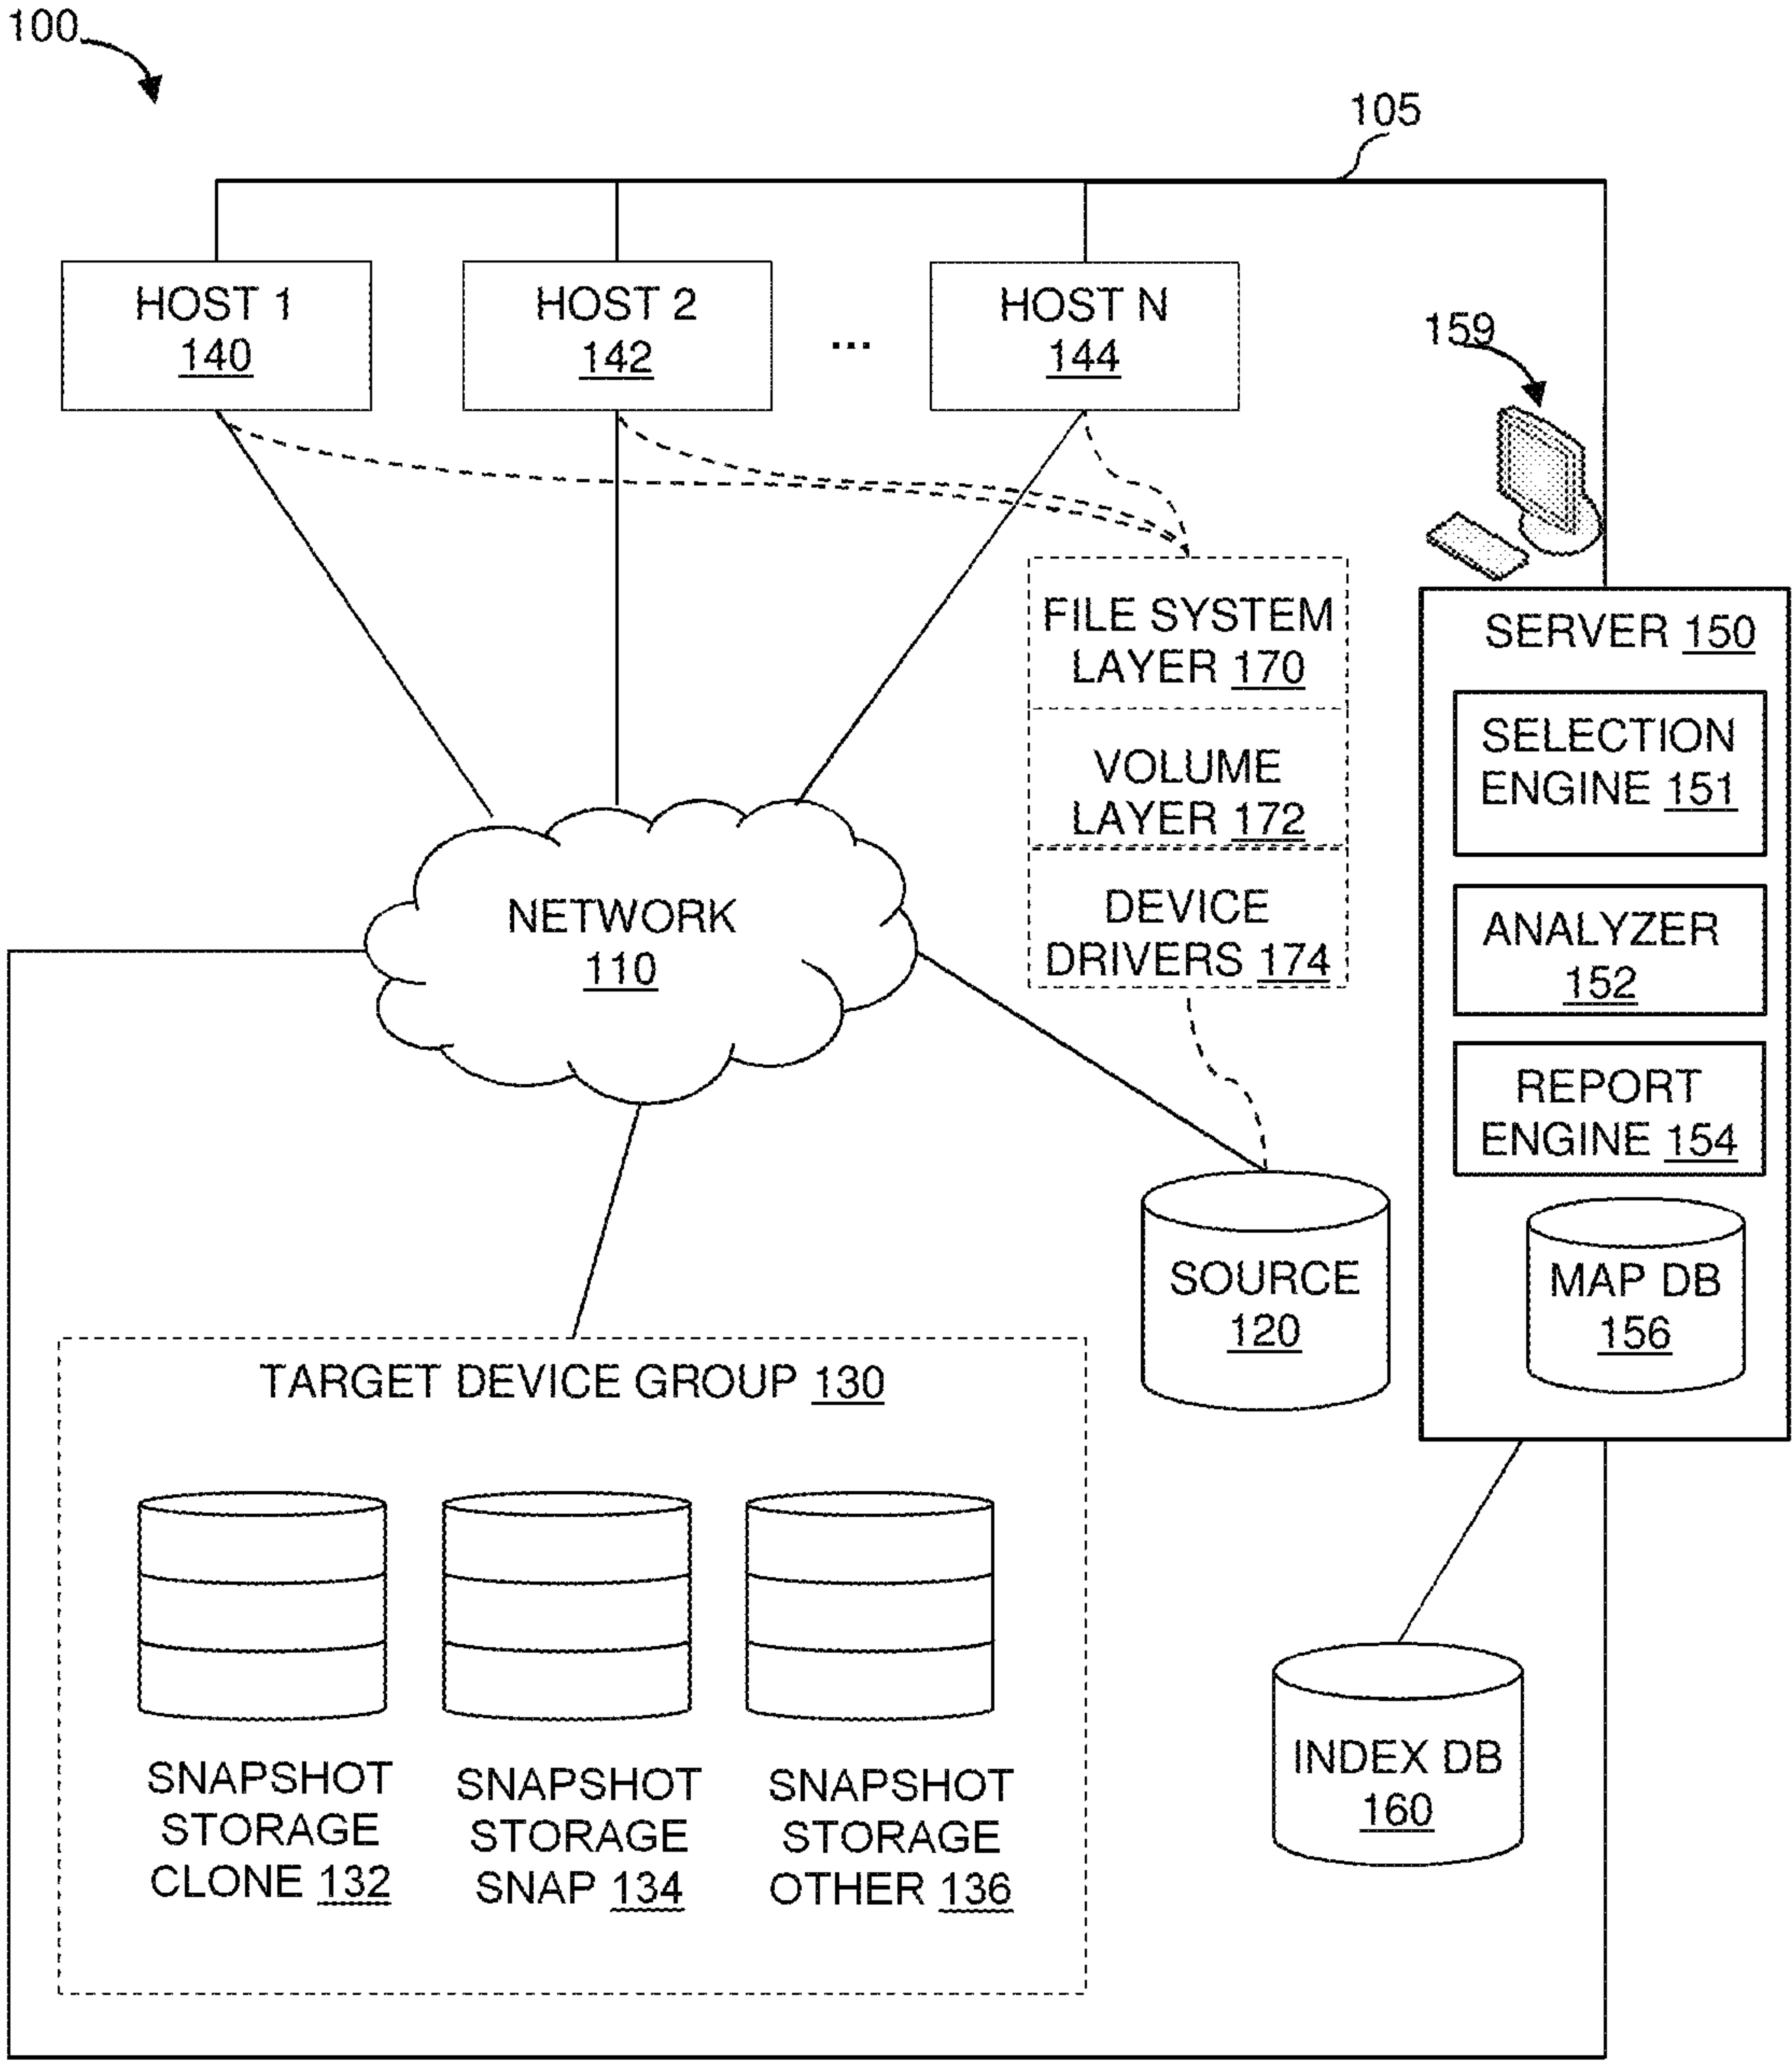 100
105
HOST 1
140
HOST 2
142
...
HOST N
144
159
FILE SYSTEM
LAYER 170
VOLUME
LAYER 172
DEVICE
DRIVERS 174
SERVER 150
SELECTION
ENGINE 151
ANALYZER
152
REPORT
ENGINE 154
MAP DB
156
NETWORK
110
SOURCE
120
TARGET DEVICE GROUP 130
SNAPSHOT
STORAGE
CLONE 132
SNAPSHOT
STORAGE
SNAP 134
SNAPSHOT
STORAGE
OTHER 136
INDEX DB
160